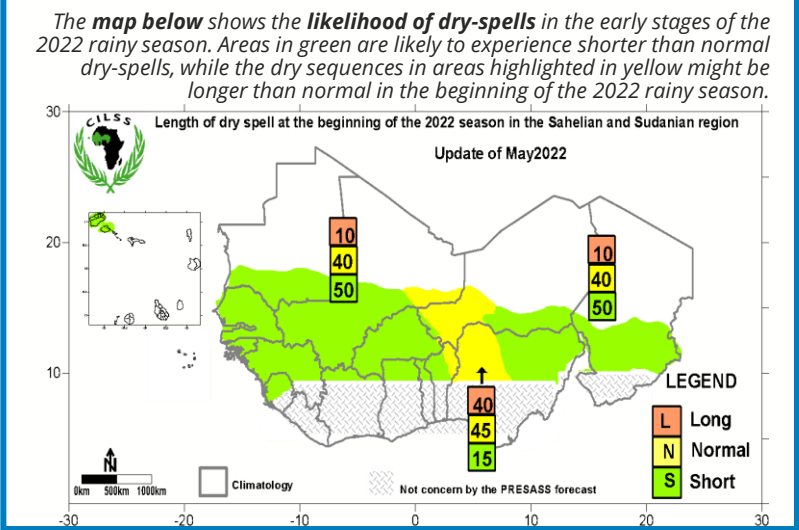 The map below shows the likelihood of dry-spells in the early stages of the
2022 rainy season. Areas in green are likely to experience shorter than normal
dry-spells, while the dry sequences in areas highlighted in yellow might be
longer than normal in the beginning of the 2022 rainy season.
30
CILSS
Length of dry spell at the beginning of the 2022 season in the Sahelian and Sudanian region
Update of May2022
20
10
40
50
10
40
50
10
LEGEND
40
45
15
L Long
N Normal
S Short
N
0km 500km 1000km
Climatology
Not concern by the PRESASS forecast
-30 -20 -10 0 10 20 30